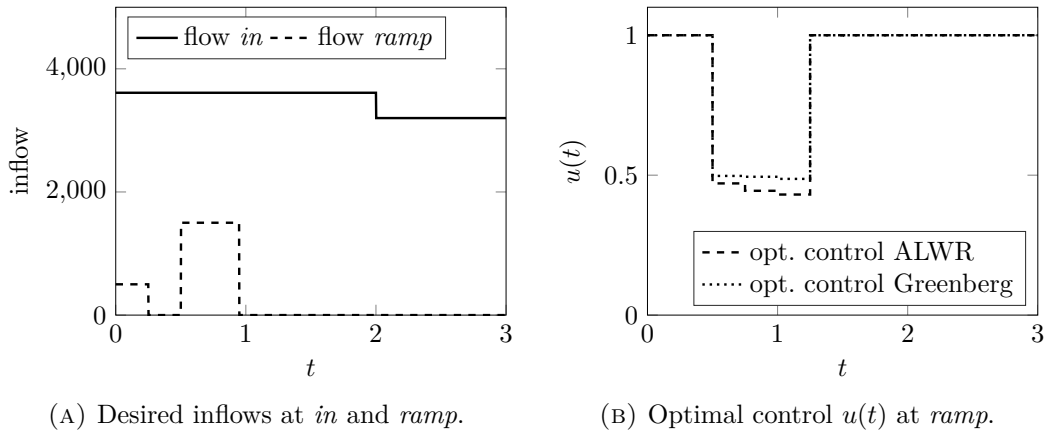 flow in flow ramp
4,000
2,000
0
inflow
0 1 2 3
t
(A) Desired inflows at in and ramp.
1
0.5
0
u(t)
opt. control ALWR
opt. control Greenberg
0 1 2 3
t
(B) Optimal control u(t) at ramp.